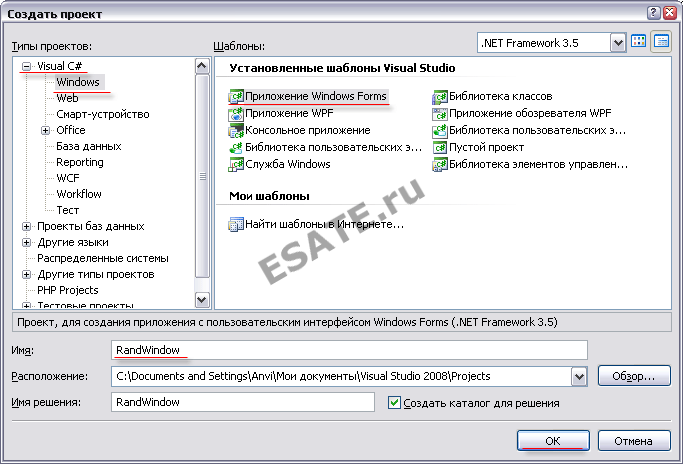 Создать проект
Типы проектов:
Шаблоны:
.NET Framework 3.5
Visual C#
Windows
Web
Смарт-устройство
Office
База данных
Reporting
WCF
Workflow
Тест
Проекты баз данных
Другие языки
Распределенные системы
Другие типы проектов
PHP Projects
Тестовые проекты
Установленные шаблоны Visual Studio
Приложение Windows Forms
Библиотека классов
Приложение WPF
Приложение обозревателя WPF
Консольное приложение
Библиотека пользовательских э...
Библиотека пользовательских э...
Пустой проект
Служба Windows
Библиотека элементов управлен...
Мои шаблоны
Найти шаблоны в Интернете...
ESATE.ru
Проект, для создания приложения с пользовательским интерфейсом Windows Forms (.NET Framework 3.5)
Имя:
RandWindow
Расположение:
C:\Documents and Settings\Anvi\Мои документы\Visual Studio 2008\Projects
Обзор...
Имя решения:
RandWindow
Создать каталог для решения
ОК
Отмена